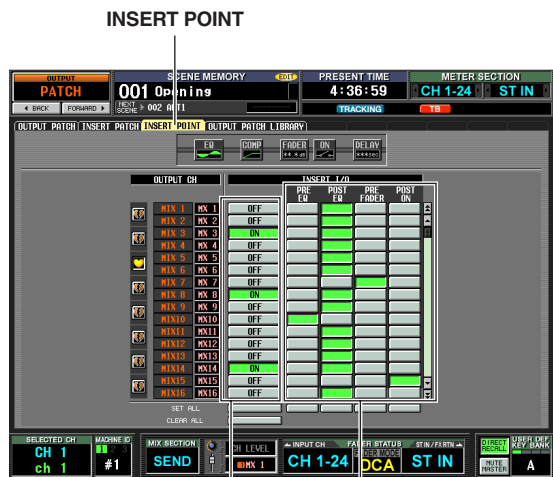 INSERT POINT
OUTPUT PATCH SCENE MEMORY EDIT PRESENT TIME METER SECTION
001 Opening 4:36:59 CH 1-24 ST IN
BACK FORWARD NEXT SCENE 002 ACT1 TRACKING TB
OUTPUT PATCH INSERT PATCH INSERT POINT OUTPUT PATCH LIBRARY
EQ COMP FADER ON DELAY
**.*dB ***sec
OUTPUT CH INSERT I/O
PRE EQ POST EQ PRE FADER POST ON
MIX 1 MX 1 OFF
MIX 2 MX 2 OFF
MIX 3 MX 3 ON
MIX 4 MX 4 OFF
MIX 5 MX 5 OFF
MIX 6 MX 6 OFF
MIX 7 MX 7 OFF
MIX 8 MX 8 ON
MIX 9 MX 9 OFF
MIX10 MX10 OFF
MIX11 MX11 OFF
MIX12 MX12 OFF
MIX13 MX13 OFF
MIX14 MX14 ON
MIX15 MX15 OFF
MIX16 MX16 OFF
SET ALL
CLEAR ALL
SELECTED CH MACHINE ID MIX SECTION CH LEVEL INPUT CH FADER STATUS ST IN/FX RTN DIRECT RECALL USER DEF KEY BANK
CH 1 1 2 3 FADER MODE
ch 1 #1 SEND MX 1 CH 1-24 DCA ST IN MUTE MASTER A